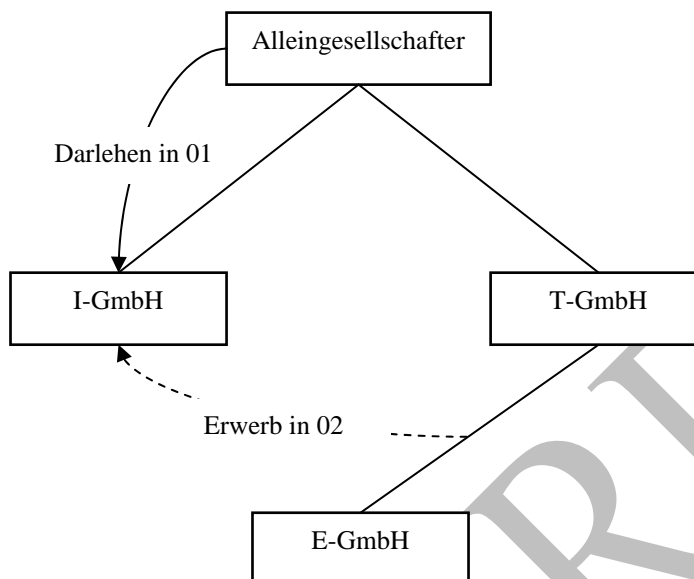 Alleingesellschafter
Darlehen in 01
I-GmbH
T-GmbH
Erwerb in 02
E-GmbH